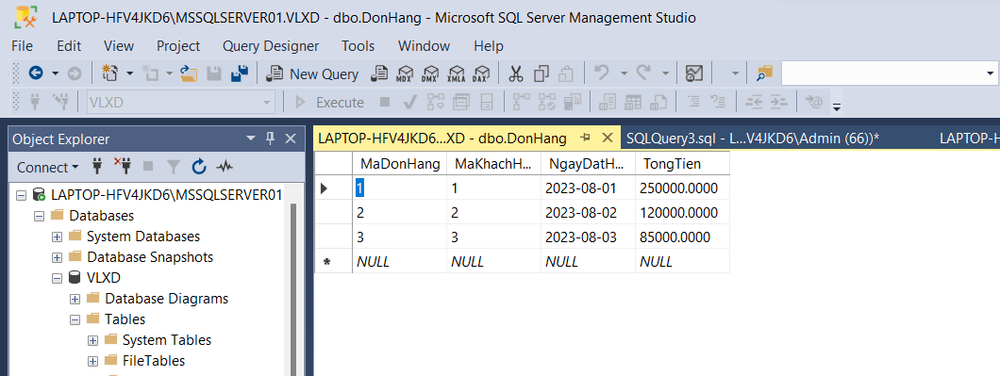 LAPTOP-HFV4JKD6\MSSQLSERVER01.VLXD - dbo.DonHang - Microsoft SQL Server Management Studio
File Edit View Project Query Designer Tools Window Help
New Query MDX DMX XMLA DAX
VLXD Execute
Object Explorer
LAPTOP-HFV4JKD6...XD - dbo.DonHang SQLQuery3.sql - L...V4JKD6\Admin (66))* LAPTOP-H
Connect
MaDonHang MaKhachH... NgayDatH... TongTien
1 1 2023-08-01 250000.0000
2 2 2023-08-02 120000.0000
3 3 2023-08-03 85000.0000
NULL NULL NULL NULL
LAPTOP-HFV4JKD6\MSSQLSERVER01
Databases
System Databases
Database Snapshots
VLXD
Database Diagrams
Tables
System Tables
FileTables